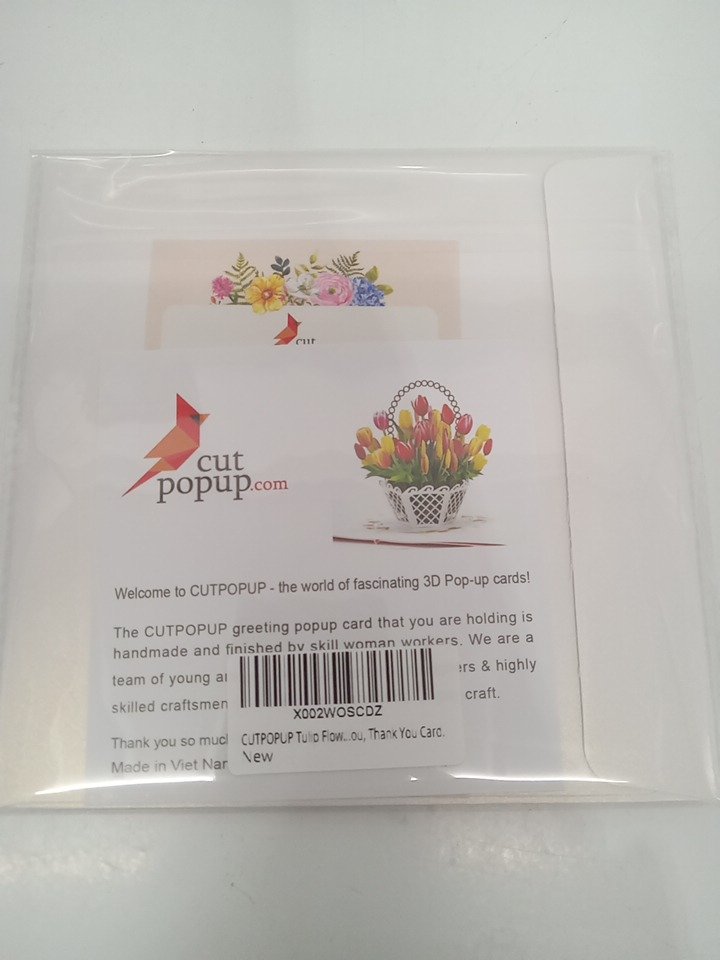 cut
cut
popup.com
Welcome to CUTPOPUP - the world of fascinating 3D Pop-up cards!
The CUTPOPUP greeting popup card that you are holding is
handmade and finished by skill woman workers. We are a
team of young ers & highly
skilled craftsmen craft.
Thank you so much
Made in Viet Nam
X002WOSCDZ
CUTPOPUP Tulip Flow...ou, Thank You Card.
New